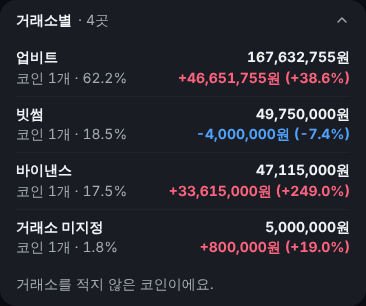 거래소별 · 4곳
업비트 167,632,755원
코인 1개 · 62.2% +46,651,755원 (+38.6%)
빗썸 49,750,000원
코인 1개 · 18.5% -4,000,000원 (-7.4%)
바이낸스 47,115,000원
코인 1개 · 17.5% +33,615,000원 (+249.0%)
거래소 미지정 5,000,000원
코인 1개 · 1.8% +800,000원 (+19.0%)
거래소를 적지 않은 코인이에요.